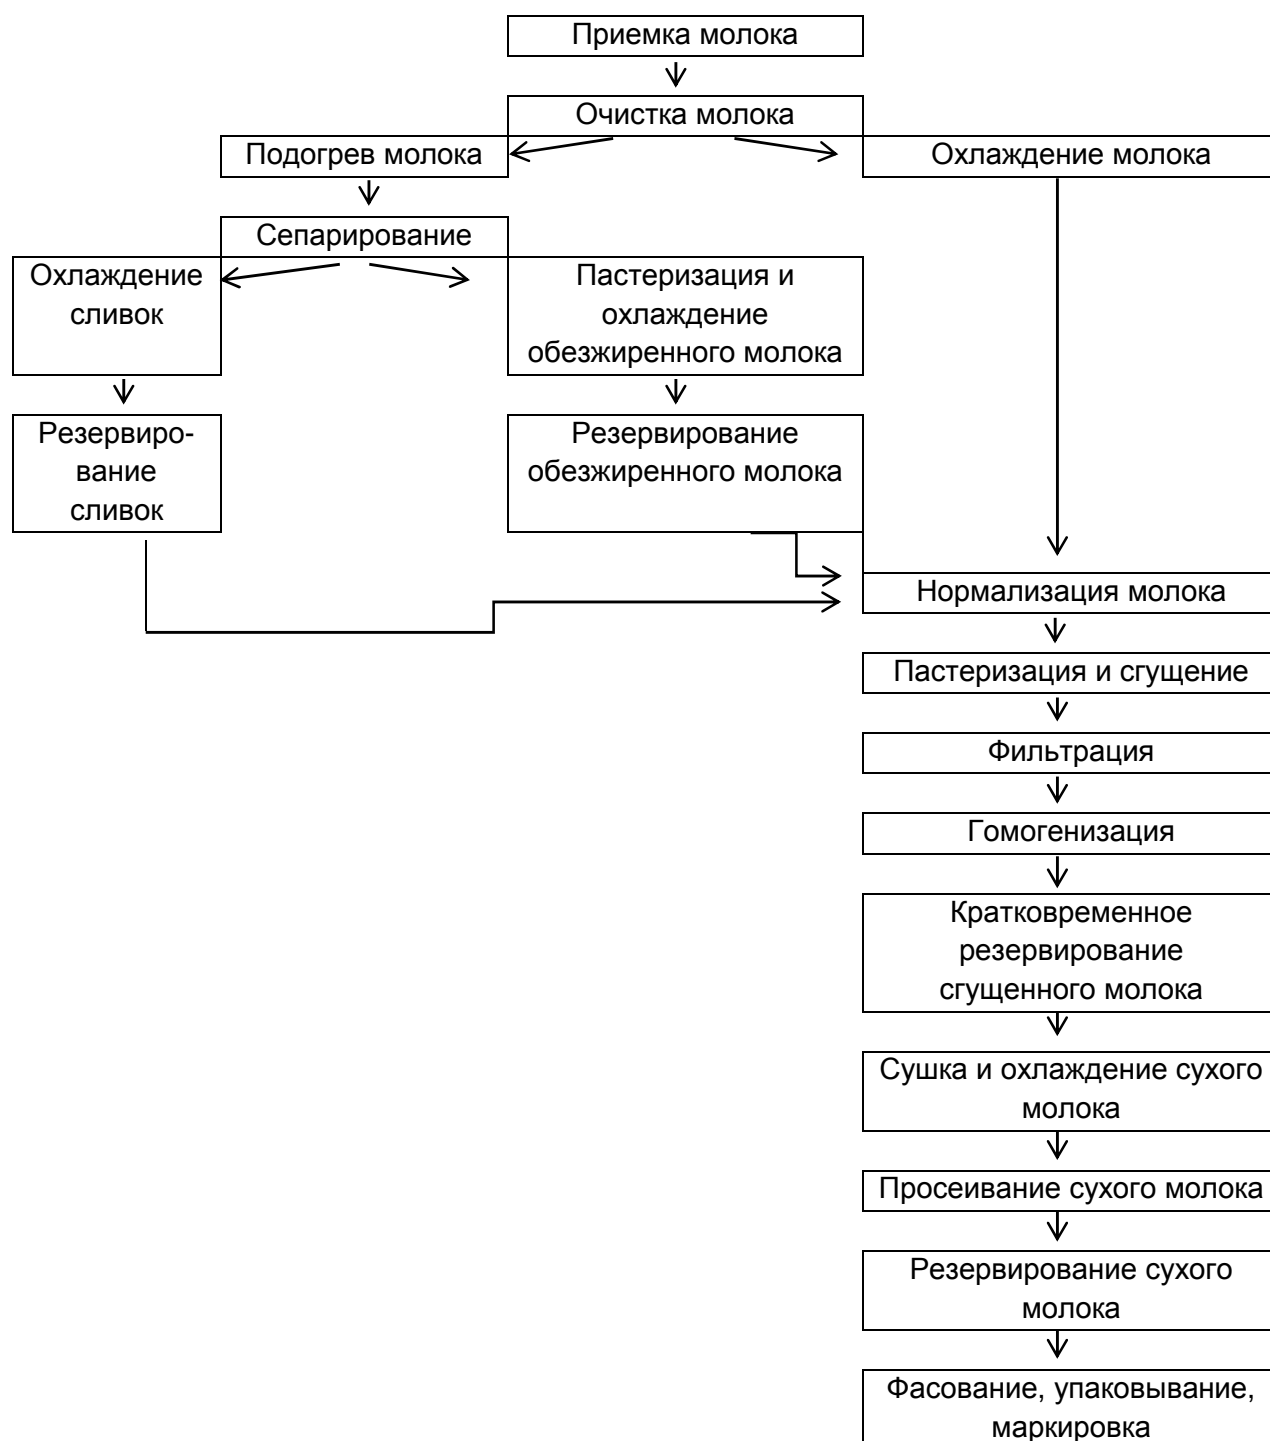 Приемка молока
Очистка молока
Подогрев молока
Охлаждение молока
Сепарирование
Охлаждение
сливок
Пастеризация и
охлаждение
обезжиренного молока
Резервиро-
вание
сливок
Резервирование
обезжиренного молока
Нормализация молока
Пастеризация и сгущение
Фильтрация
Гомогенизация
Кратковременное
резервирование
сгущенного молока
Сушка и охлаждение сухого
молока
Просеивание сухого молока
Резервирование сухого
молока
Фасование, упаковывание,
маркировка